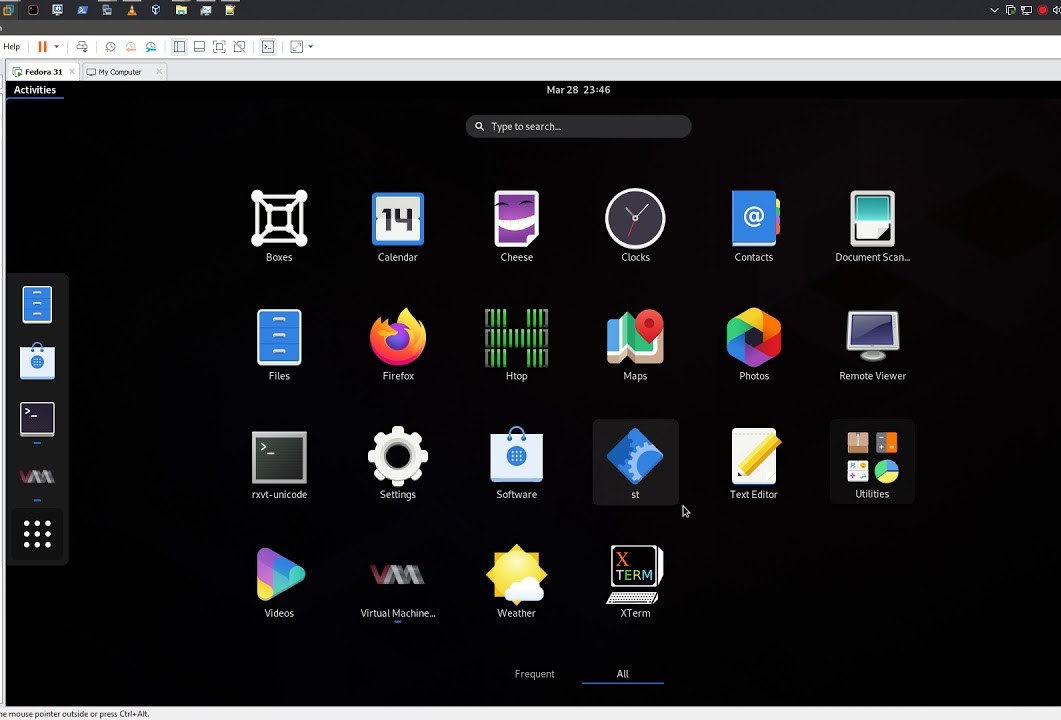 Help
Fedora 31
My Computer
Activities
Mar 28 23:46
Type to search...
14
@
Boxes
Calendar
Cheese
Clocks
Contacts
Document Scan...
Files
Firefox
Htop
Maps
Photos
Remote Viewer
>_
>_
rxvt-unicode
Settings
Software
st
Text Editor
Utilities
X
TERM
Videos
Virtual Machine...
Weather
XTerm
Frequent
All
he mouse pointer outside or press Ctrl+Alt.